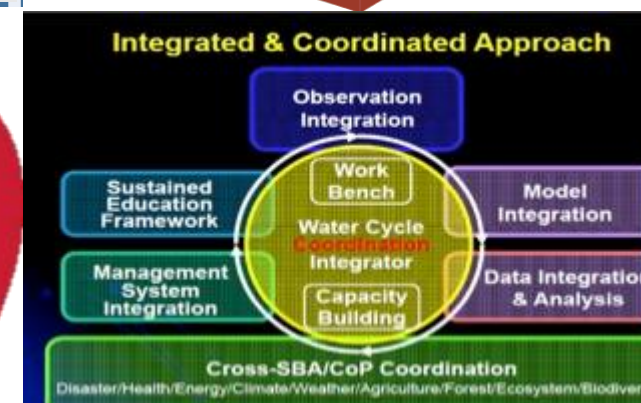 Integrated & Coordinated Approach
Observation
Integration
Work
Bench
Sustained
Education
Framework
Model
Integration
Water Cycle
Coordination
Integrator
Management
System
Integration
Data Integration
& Analysis
Capacity
Building
Cross-SBA/CoP Coordination
Disaster/Health/Energy/Climate/Weather/Agriculture/Forest/Ecosystem/Biodiver